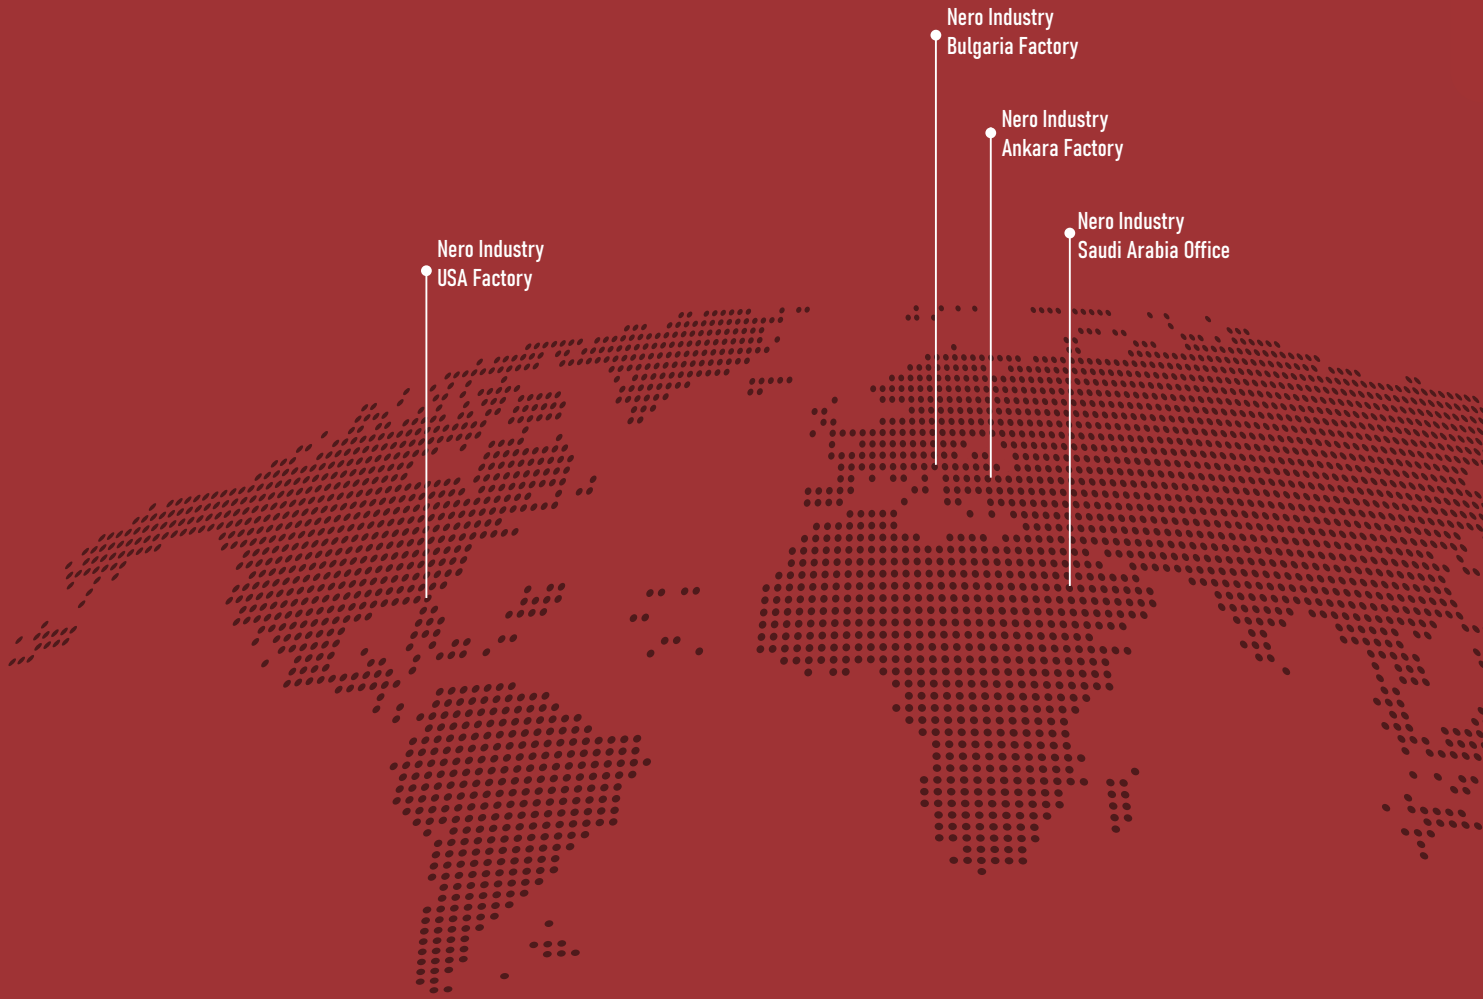 Nero Industry
Bulgaria Factory
Nero Industry
Ankara Factory
Nero Industry
Saudi Arabia Office
Nero Industry
USA Factory